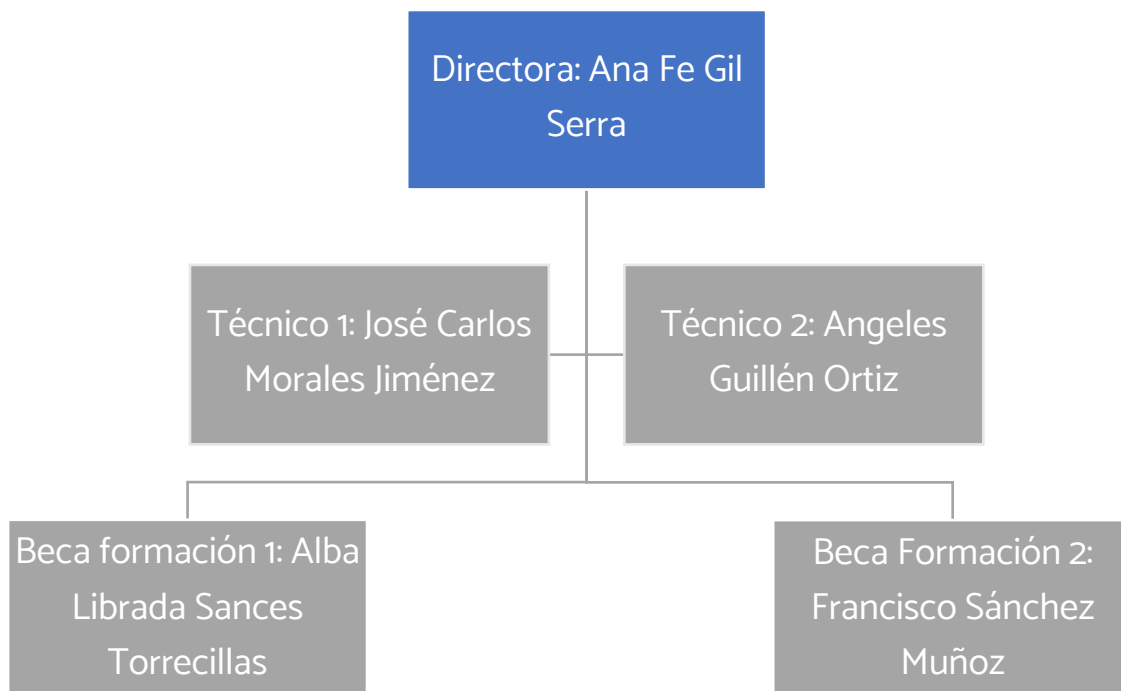 Directora: Ana Fe Gil
Serra
Técnico 1: José Carlos
Morales Jiménez
Técnico 2: Angeles
Guillén Ortiz
Beca formación 1: Alba
Librada Sances
Torrecillas
Beca Formación 2:
Francisco Sánchez
Muñoz